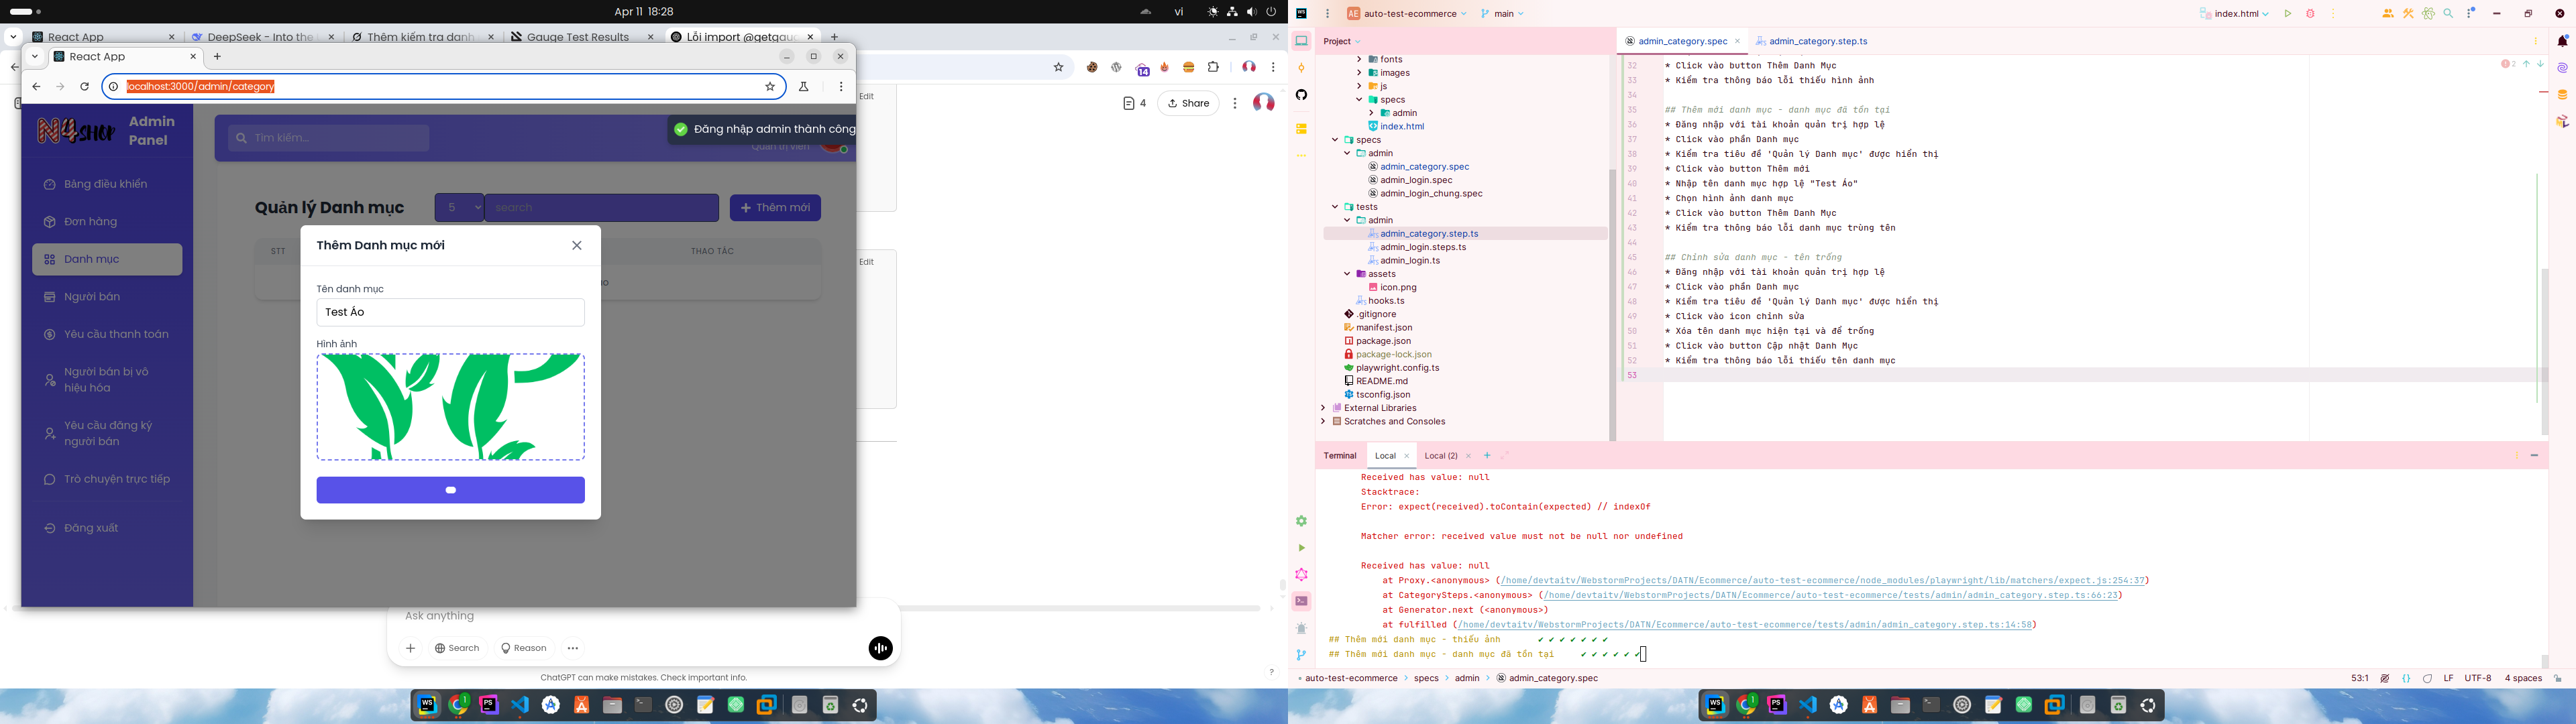 Apr 11 18:28
vi
React App
DeepSeek - Into the
Thêm kiểm tra danh
Gauge Test Results
Lỗi import @getgau
React App
localhost:3000/admin/category
14
N4 SHOP
Admin Panel
Tìm kiếm...
Đăng nhập admin thành công
Quản trị viên
Bảng điều khiển
Đơn hàng
Danh mục
Người bán
Yêu cầu thanh toán
Người bán bị vô
hiệu hóa
Yêu cầu đăng ký
người bán
Trò chuyện trực tiếp
Đăng xuất
Quản lý Danh mục
5
search
Thêm mới
STT
THAO TÁC
Thêm Danh mục mới
Tên danh mục
Test Áo
Hình ảnh
Edit
Edit
4
Share
Ask anything
Search
Reason
ChatGPT can make mistakes. Check important info.
?
WS
AE
auto-test-ecommerce
main
index.html
Project
admin_category.spec
admin_category.step.ts
fonts
images
js
specs
admin
index.html
specs
admin
admin_category.spec
admin_login.spec
admin_login_chung.spec
tests
admin
admin_category.step.ts
admin_login.steps.ts
admin_login.ts
assets
icon.png
hooks.ts
.gitignore
manifest.json
package.json
package-lock.json
playwright.config.ts
README.md
tsconfig.json
External Libraries
Scratches and Consoles
2
32 * Click vào button Thêm Danh Mục
33 * Kiểm tra thông báo lỗi thiếu hình ảnh
34
35 ## Thêm mới danh mục - danh mục đã tồn tại
36 * Đăng nhập với tài khoản quản trị hợp lệ
37 * Click vào phần Danh mục
38 * Kiểm tra tiêu đề 'Quản lý Danh mục' được hiển thị
39 * Click vào button Thêm mới
40 * Nhập tên danh mục hợp lệ "Test Áo"
41 * Chọn hình ảnh danh mục
42 * Click vào button Thêm Danh Mục
43 * Kiểm tra thông báo lỗi danh mục trùng tên
44
45 ## Chỉnh sửa danh mục - tên trống
46 * Đăng nhập với tài khoản quản trị hợp lệ
47 * Click vào phần Danh mục
48 * Kiểm tra tiêu đề 'Quản lý Danh mục' được hiển thị
49 * Click vào icon chỉnh sửa
50 * Xóa tên danh mục hiện tại và để trống
51 * Click vào button Cập nhật Danh Mục
52 * Kiểm tra thông báo lỗi thiếu tên danh mục
53
Terminal
Local
Local (2)
Received has value: null
Stacktrace:
Error: expect(received).toContain(expected) // indexOf
Matcher error: received value must not be null nor undefined
Received has value: null
at Proxy.<anonymous> (/home/devtaitv/WebstormProjects/DATN/Ecommerce/auto-test-ecommerce/node_modules/playwright/lib/matchers/expect.js:254:37)
at CategorySteps.<anonymous> (/home/devtaitv/WebstormProjects/DATN/Ecommerce/auto-test-ecommerce/tests/admin/admin_category.step.ts:66:23)
at Generator.next (<anonymous>)
at fulfilled (/home/devtaitv/WebstormProjects/DATN/Ecommerce/auto-test-ecommerce/tests/admin/admin_category.step.ts:14:58)
## Thêm mới danh mục - thiếu ảnh ✔ ✔ ✔ ✔ ✔ ✔ ✔
## Thêm mới danh mục - danh mục đã tồn tại ✔ ✔ ✔ ✔ ✔ ✔
auto-test-ecommerce
specs
admin
admin_category.spec
53:1
LF
UTF-8
4 spaces